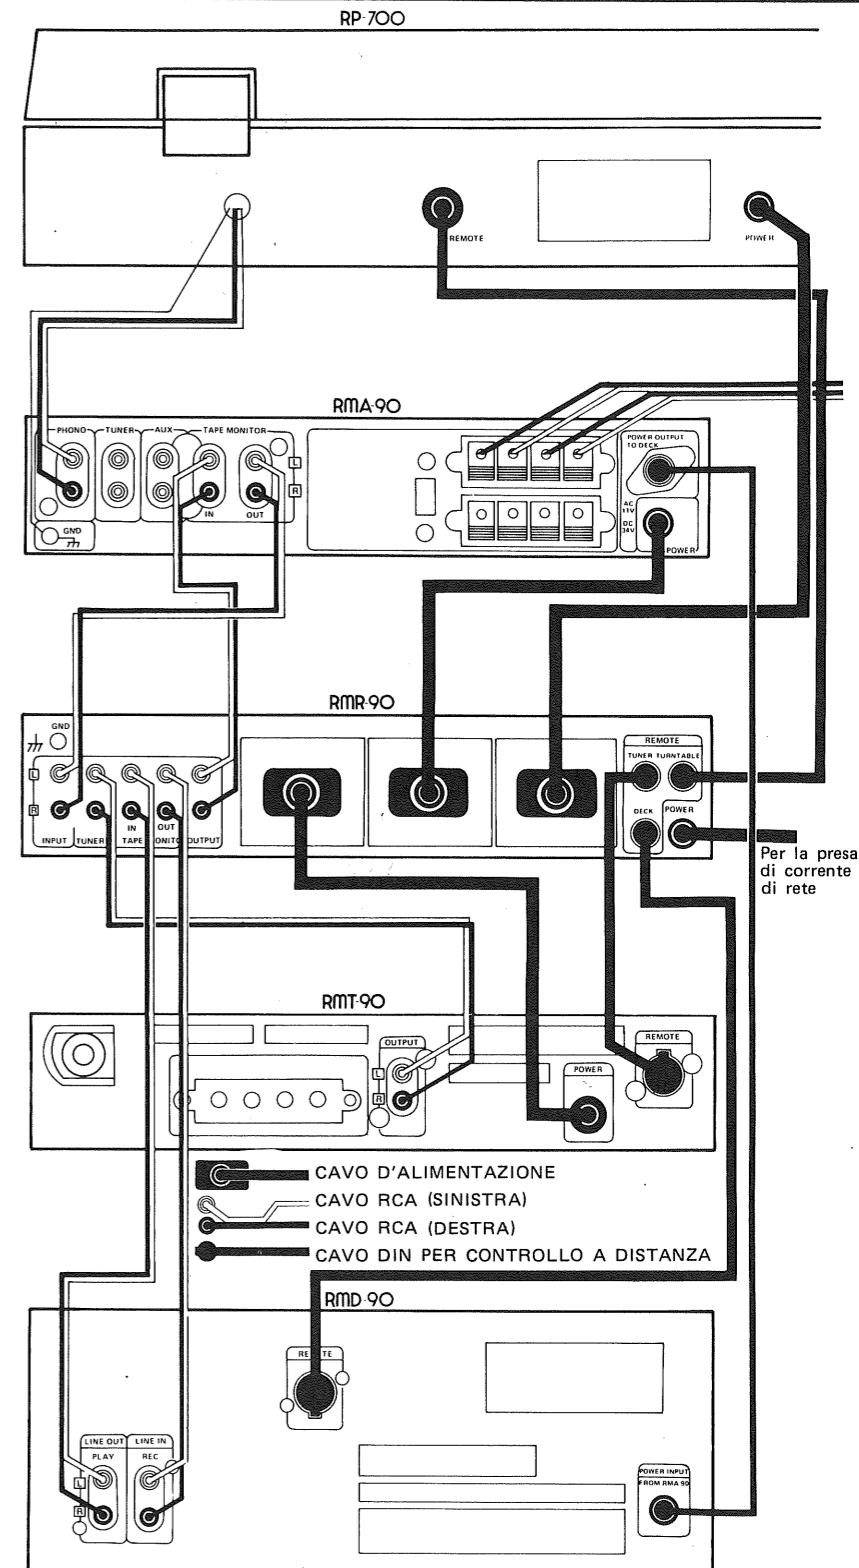 RP-700
REMOTE
POWER
RMA-90
PHONO TUNER AUX TAPE MONITOR
L
R
IN OUT
GND
POWER OUTPUT
TO DECK
AC
11V
DC
34V
POWER
RMR-90
GND
L
R
INPUT TUNER IN TAPE MONITOR OUT OUTPUT
REMOTE
TUNER TURNTABLE
DECK POWER
Per la presa
di corrente
di rete
RMT-90
OUTPUT
L
R
POWER
REMOTE
CAVO D'ALIMENTAZIONE
CAVO RCA (SINISTRA)
CAVO RCA (DESTRA)
CAVO DIN PER CONTROLLO A DISTANZA
RMD-90
REMOTE
LINE OUT LINE IN
PLAY REC
L
R
POWER INPUT
FROM RMA 90